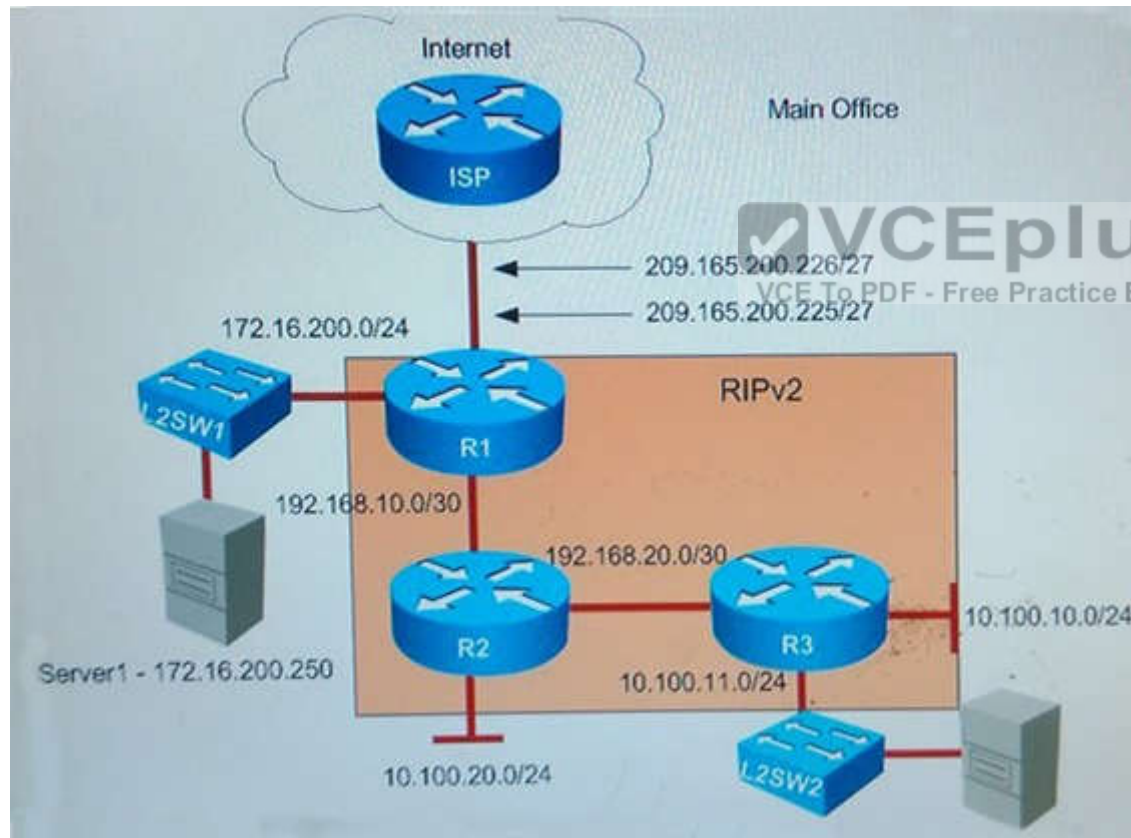 Internet
Main Office
ISP
VCEplu
VCE To PDF - Free Practice E
209.165.200.226/27
209.165.200.225/27
172.16.200.0/24
RIPv2
L2SW1
R1
192.168.10.0/30
192.168.20.0/30
10.100.10.0/24
R2
R3
Server1 - 172.16.200.250
10.100.11.0/24
10.100.20.0/24
L2SW2